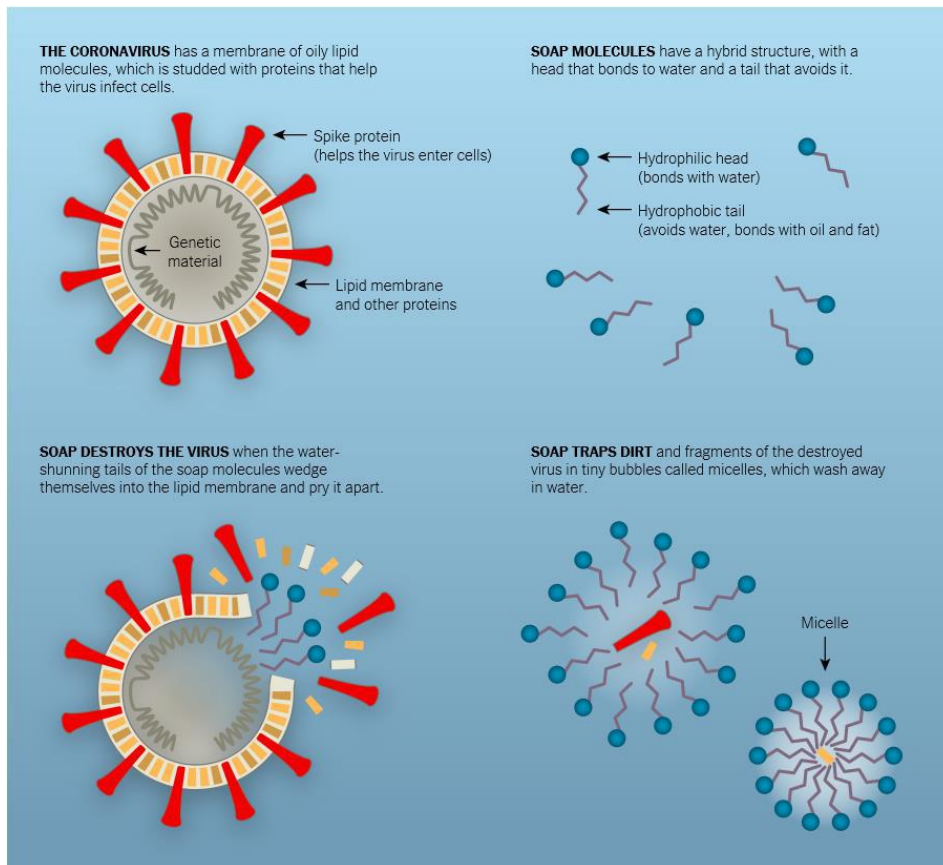 THE CORONAVIRUS has a membrane of oily lipid
molecules, which is studded with proteins that help
the virus infect cells.
Spike protein
(helps the virus enter cells)
Genetic
material
Lipid membrane
and other proteins
SOAP MOLECULES have a hybrid structure, with a
head that bonds to water and a tail that avoids it.
Hydrophilic head
(bonds with water)
Hydrophobic tail
(avoids water, bonds with oil and fat)
SOAP DESTROYS THE VIRUS when the water-
shunning tails of the soap molecules wedge
themselves into the lipid membrane and pry it apart.
SOAP TRAPS DIRT and fragments of the destroyed
virus in tiny bubbles called micelles, which wash away
in water.
Micelle